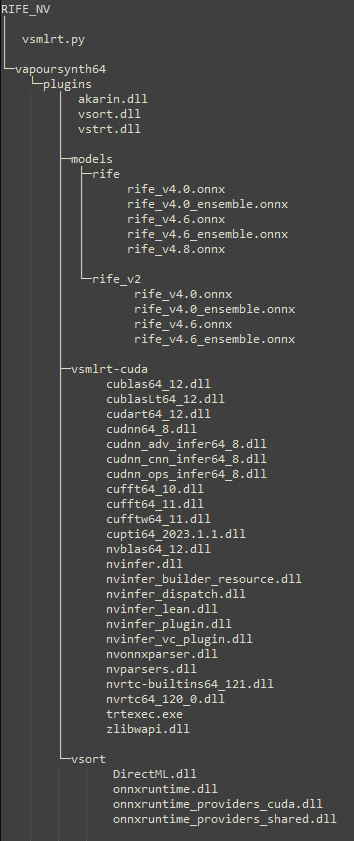 RIFE_NV
vsmlrt.py
vapoursynth64
plugins
akarin.dll
vsort.dll
vstrt.dll
models
rife
rife_v4.0.onnx
rife_v4.0_ensemble.onnx
rife_v4.6.onnx
rife_v4.6_ensemble.onnx
rife_v4.8.onnx
rife_v2
rife_v4.0.onnx
rife_v4.0_ensemble.onnx
rife_v4.6.onnx
rife_v4.6_ensemble.onnx
vsmlrt-cuda
cublas64_12.dll
cublasLt64_12.dll
cudart64_12.dll
cudnn64_8.dll
cudnn_adv_infer64_8.dll
cudnn_cnn_infer64_8.dll
cudnn_ops_infer64_8.dll
cufft64_10.dll
cufft64_11.dll
cufftw64_11.dll
cupti64_2023.1.1.dll
nvblas64_12.dll
nvinfer.dll
nvinfer_builder_resource.dll
nvinfer_dispatch.dll
nvinfer_lean.dll
nvinfer_plugin.dll
nvinfer_vc_plugin.dll
nvonnxparser.dll
nvparsers.dll
nvrtc-builtins64_121.dll
nvrtc64_120_0.dll
trtexec.exe
zlibwapi.dll
vsort
DirectML.dll
onnxruntime.dll
onnxruntime_providers_cuda.dll
onnxruntime_providers_shared.dll